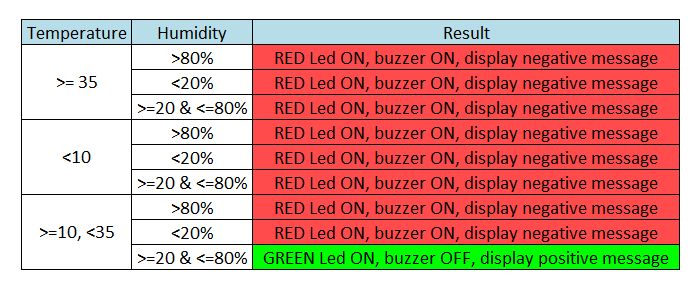 Temperature Humidity Result
>= 35 >80% RED Led ON, buzzer ON, display negative message
<20% RED Led ON, buzzer ON, display negative message
>=20 & <=80% RED Led ON, buzzer ON, display negative message
<10 >80% RED Led ON, buzzer ON, display negative message
<20% RED Led ON, buzzer ON, display negative message
>=20 & <=80% RED Led ON, buzzer ON, display negative message
>=10, <35 >80% RED Led ON, buzzer ON, display negative message
<20% RED Led ON, buzzer ON, display negative message
>=20 & <=80% GREEN Led ON, buzzer OFF, display positive message